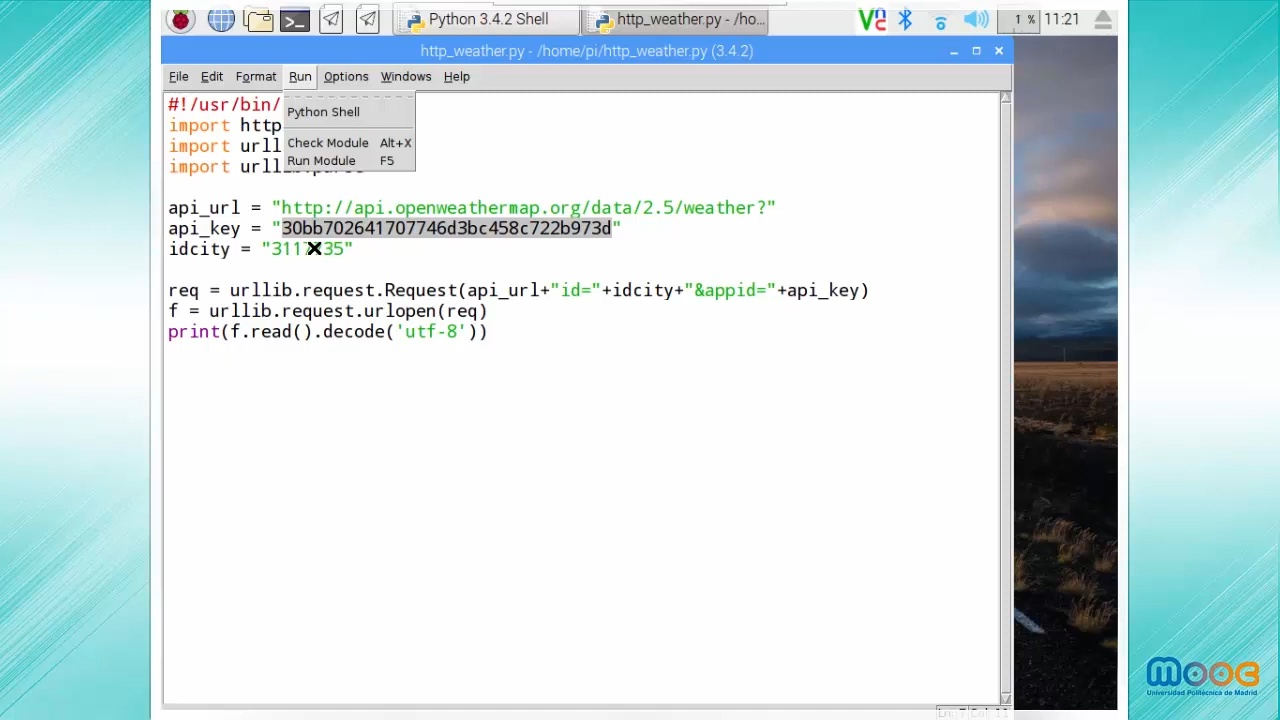 Python 3.4.2 Shell
http_weather.py - /ho...
1 %
11:21
http_weather.py - /home/pi/http_weather.py (3.4.2)
File Edit Format Run Options Windows Help
#!/usr/bin/
import http
import urll
import
Python Shell
Check Module Alt+X
Run Module F5
api_url = "http://api.openweathermap.org/data/2.5/weather?"
api_key = "30bb702641707746d3bc458c722b973d"
idcity =
req = urllib.request.Request(api_url+"id="+idcity+"&appid="+api_key)
f = urllib.request.urlopen(req)
print(f.read().decode('utf-8'))
MOOC
Universidad Politécnica de Madrid